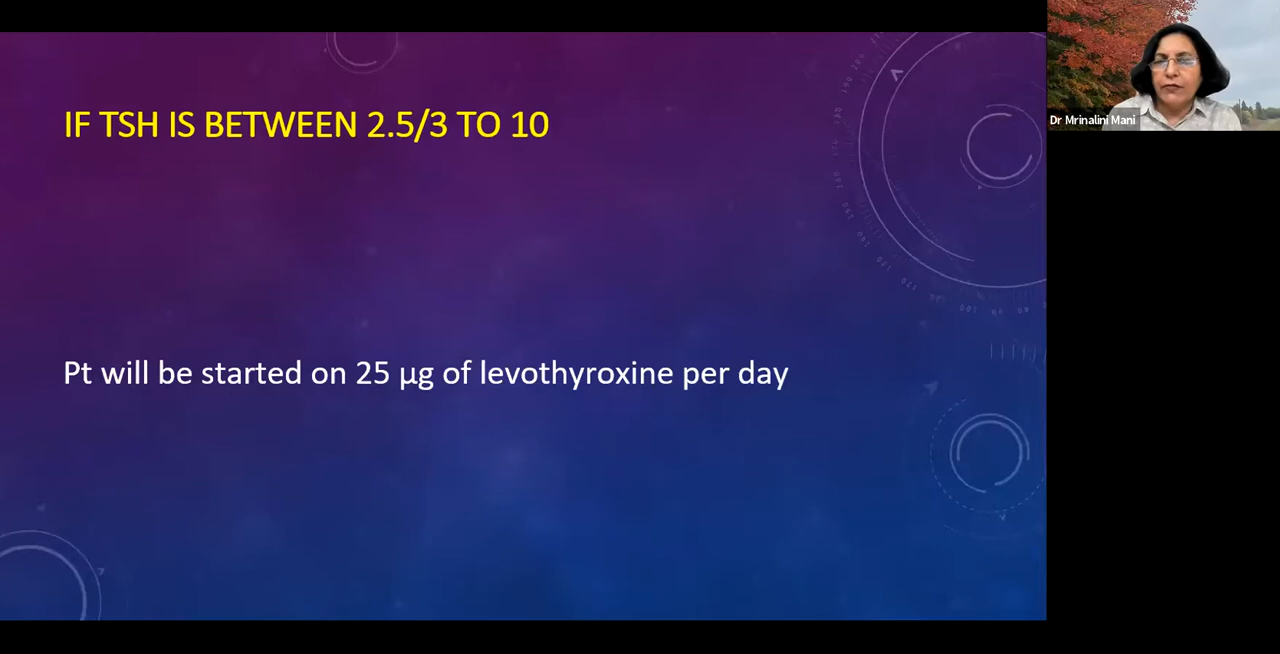 IF TSH IS BETWEEN 2.5/3 TO 10
Pt will be started on 25 µg of levothyroxine per day
Dr Mrinalini Mani